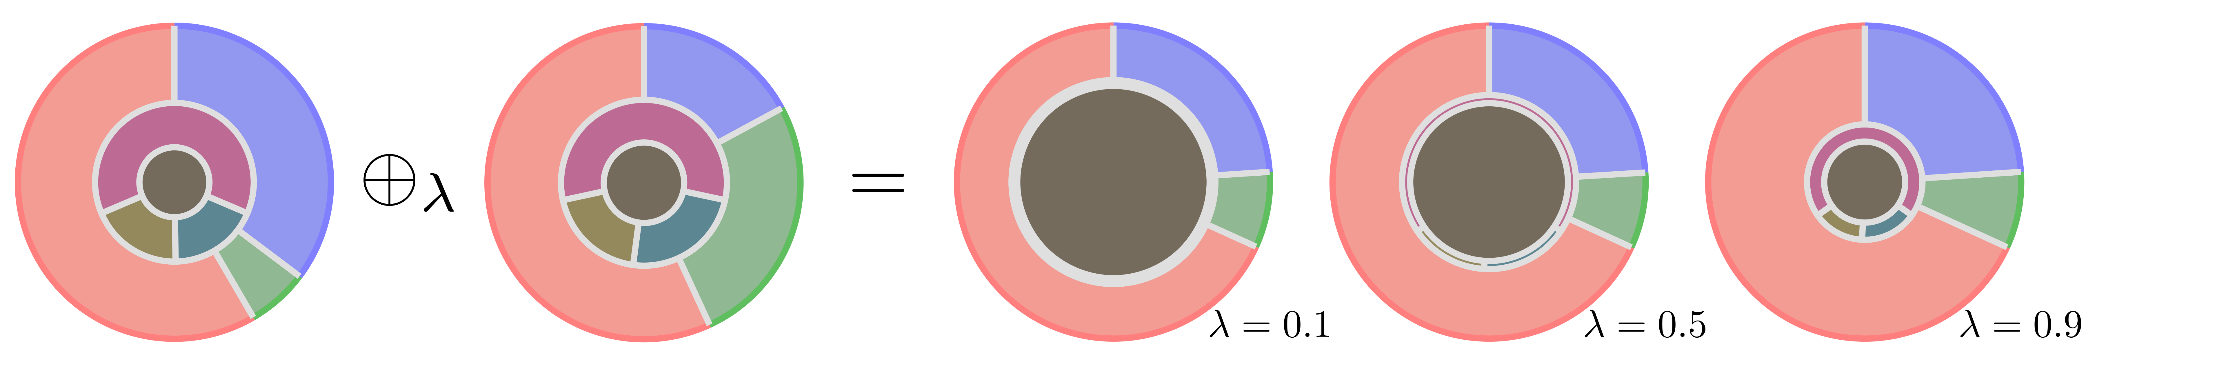 ⊕λ =
λ = 0.1
λ = 0.5
λ = 0.9